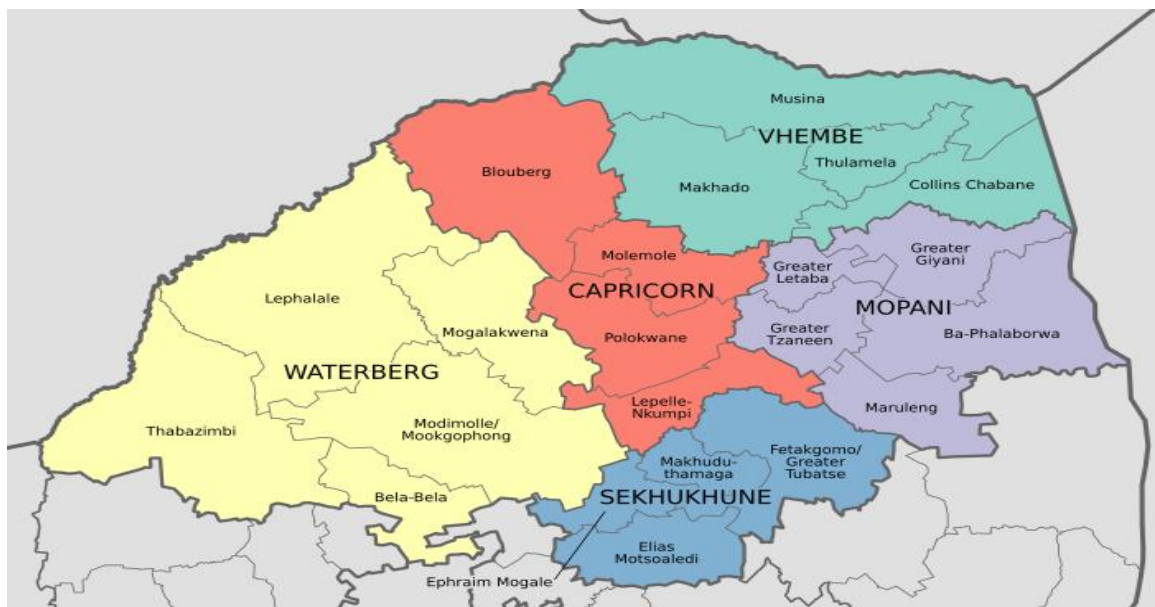 Musina
VHEMBE
Thulamela
Blouberg
Makhado
Collins Chabane
Molemole
Greater
Giyani
Greater
Letaba
CAPRICORN
Lephalale
MOPANI
Mogalakwena
Polokwane
Greater
Tzaneen
Ba-Phalaborwa
WATERBERG
Lepelle-
Nkumpi
Maruleng
Thabazimbi
Modimolle/
Mookgophong
Fetakgomo/
Greater
Tubatse
Makhudu-
thamaga
Bela-Bela
SEKHUKHUNE
Elias
Motsoaledi
Ephraim Mogale